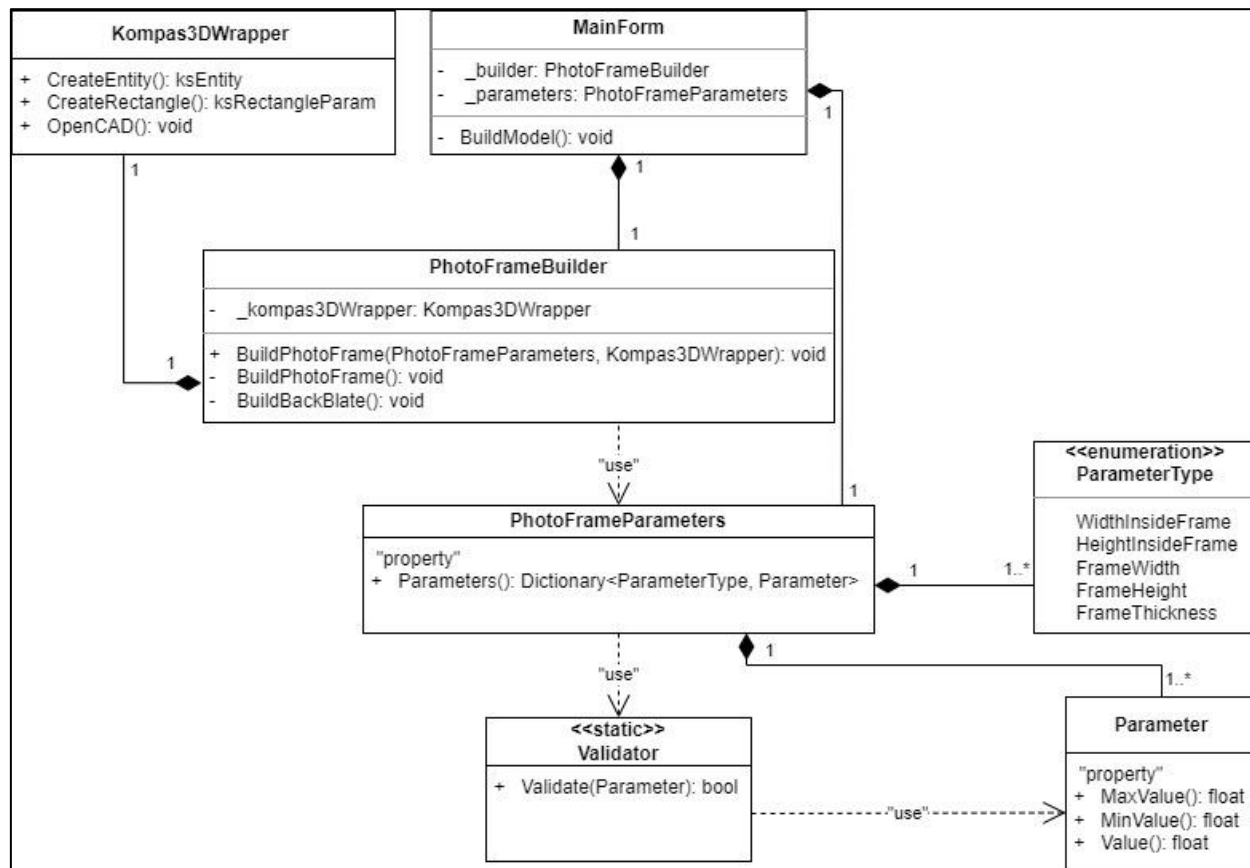 Kompas3DWrapper
+ CreateEntity(): ksEntity
+ CreateRectangle(): ksRectangleParam
+ OpenCAD(): void
MainForm
- _builder: PhotoFrameBuilder
- _parameters: PhotoFrameParameters
- BuildModel(): void
1
1
1
1
1
PhotoFrameBuilder
- _kompas3DWrapper: Kompas3DWrapper
+ BuildPhotoFrame(PhotoFrameParameters, Kompas3DWrapper): void
- BuildPhotoFrame(): void
- BuildBackBlate(): void
"use"
1
PhotoFrameParameters
"property"
+ Parameters(): Dictionary<ParameterType, Parameter>
1
1..*
<<enumeration>>
ParameterType
WidthInsideFrame
HeightInsideFrame
FrameWidth
FrameHeight
FrameThickness
1
1..*
"use"
<<static>>
Validator
+ Validate(Parameter): bool
"use"
Parameter
"property"
+ MaxValue(): float
+ MinValue(): float
+ Value(): float